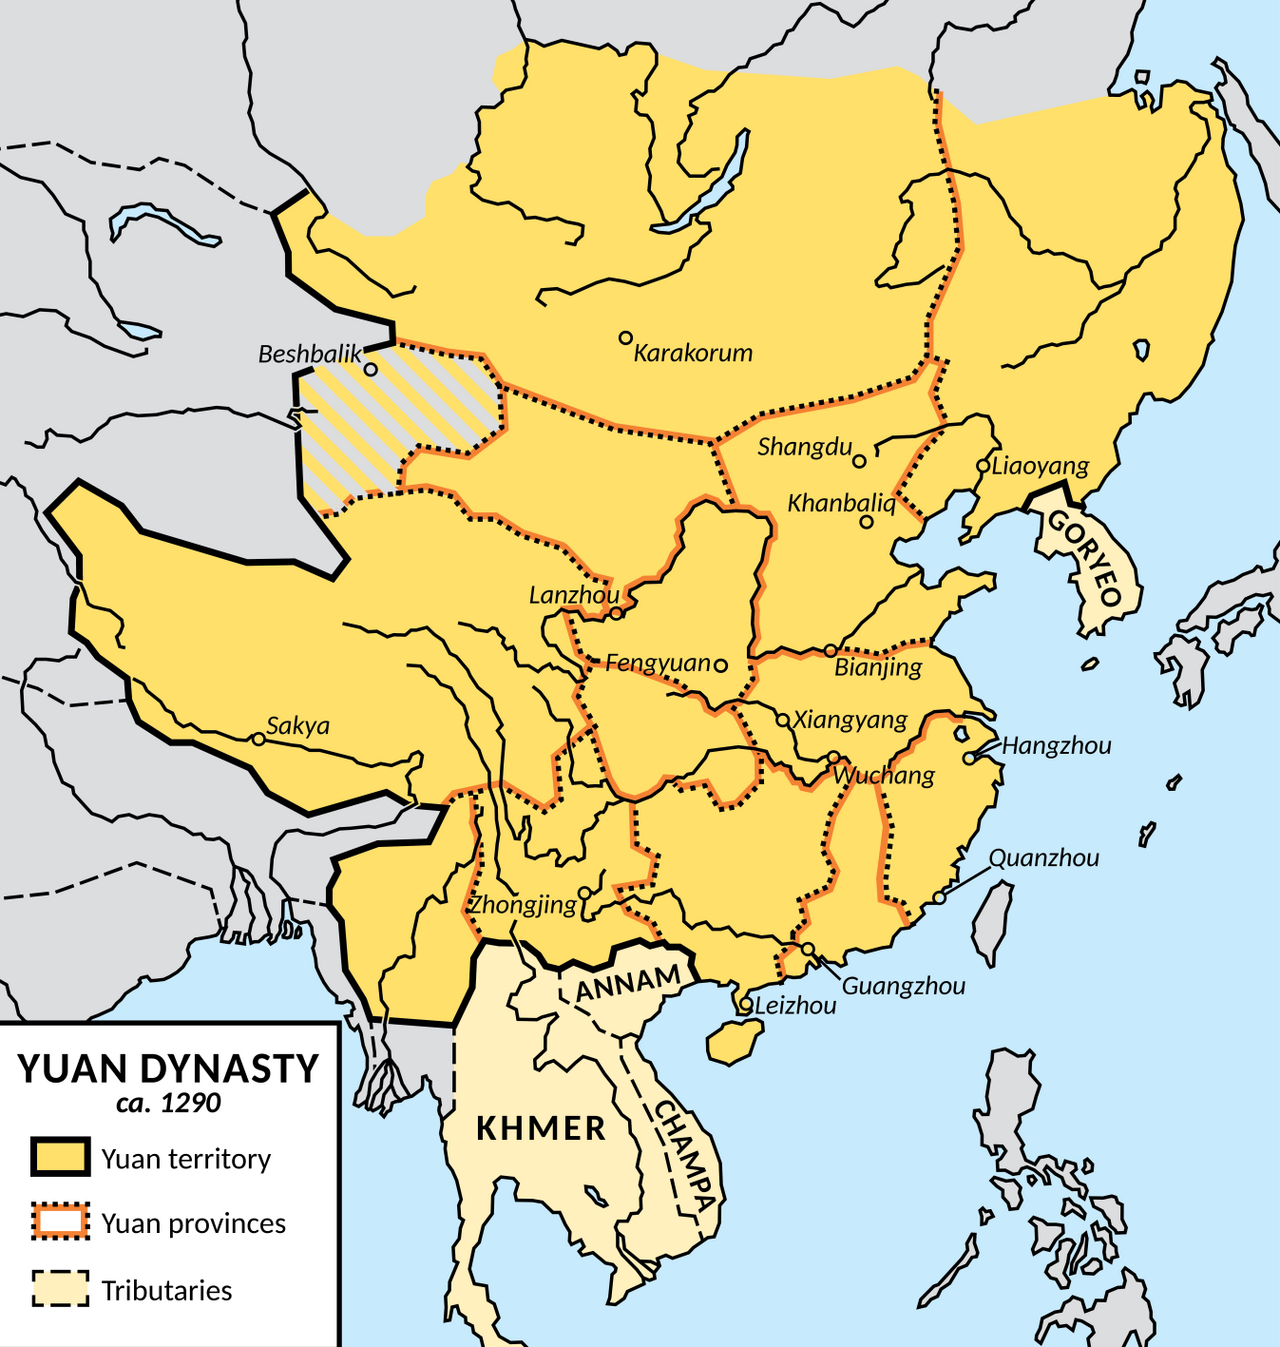 Beshbalik
Karakorum
Shangdu
Liaoyang
Khanbaliq
GORYEO
Lanzhou
Fengyuan
Bianjing
Sakya
Xiangyang
Hangzhou
Wuchang
Quanzhou
Zhongjing
ANNAM
Guangzhou
Leizhou
KHMER
CHAMPA
YUAN DYNASTY
ca. 1290
Yuan territory
Yuan provinces
Tributaries